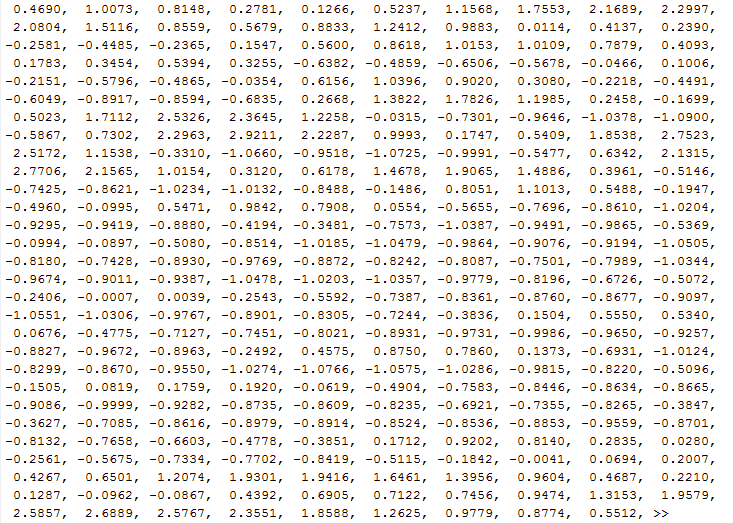 0.4690, 1.0073, 0.8148, 0.2781, 0.1266, 0.5237, 1.1568, 1.7553, 2.1689, 2.2997,
2.0804, 1.5116, 0.8559, 0.5679, 0.8833, 1.2412, 0.9883, 0.0114, 0.4137, 0.2390,
-0.2581, -0.4485, -0.2365, 0.1547, 0.5600, 0.8618, 1.0153, 1.0109, 0.7879, 0.4093,
0.1783, 0.3454, 0.5394, 0.3255, -0.6382, -0.4859, -0.6506, -0.5678, -0.0466, 0.1006,
-0.2151, -0.5796, -0.4865, -0.0354, 0.6156, 1.0396, 0.9020, 0.3080, -0.2218, -0.4491,
-0.6049, -0.8917, -0.8594, -0.6835, 0.2668, 1.3822, 1.7826, 1.1985, 0.2458, -0.1699,
0.5023, 1.7112, 2.5326, 2.3645, 1.2258, -0.0315, -0.7301, -0.9646, -1.0378, -1.0900,
-0.5867, 0.7302, 2.2963, 2.9211, 2.2287, 0.9993, 0.1747, 0.5409, 1.8538, 2.7523,
2.5172, 1.1538, -0.3310, -1.0660, -0.9518, -1.0725, -0.9991, -0.5477, 0.6342, 2.1315,
2.7706, 2.1565, 1.0154, 0.3120, 0.6178, 1.4678, 1.9065, 1.4886, 0.3961, -0.5146,
-0.7425, -0.8621, -1.0234, -1.0132, -0.8488, -0.1486, 0.8051, 1.1013, 0.5488, -0.1947,
-0.4960, -0.0995, 0.5471, 0.9842, 0.7908, 0.0554, -0.5655, -0.7696, -0.8610, -1.0204,
-0.9295, -0.9419, -0.8880, -0.4194, -0.3481, -0.7573, -1.0387, -0.9491, -0.9865, -0.5369,
-0.0994, -0.0897, -0.5080, -0.8514, -1.0185, -1.0479, -0.9864, -0.9076, -0.9194, -1.0505,
-0.8180, -0.7428, -0.8930, -0.9769, -0.8872, -0.8242, -0.8087, -0.7501, -0.7989, -1.0344,
-0.9674, -0.9011, -0.9387, -1.0478, -1.0203, -1.0357, -0.9779, -0.8196, -0.6726, -0.5072,
-0.2406, -0.0007, 0.0039, -0.2543, -0.5592, -0.7387, -0.8361, -0.8760, -0.8677, -0.9097,
-1.0551, -1.0306, -0.9767, -0.8901, -0.8305, -0.7244, -0.3836, 0.1504, 0.5550, 0.5340,
0.0676, -0.4775, -0.7127, -0.7451, -0.8021, -0.8931, -0.9731, -0.9986, -0.9650, -0.9257,
-0.8827, -0.9672, -0.8963, -0.2492, 0.4575, 0.8750, 0.7860, 0.1373, -0.6931, -1.0124,
-0.8299, -0.8670, -0.9550, -1.0274, -1.0766, -1.0575, -1.0286, -0.9815, -0.8220, -0.5096,
-0.1505, 0.0819, 0.1759, 0.1920, -0.0619, -0.4904, -0.7583, -0.8446, -0.8634, -0.8665,
-0.9086, -0.9999, -0.9282, -0.8735, -0.8609, -0.8235, -0.6921, -0.7355, -0.8265, -0.3847,
-0.3627, -0.7085, -0.8616, -0.8979, -0.8914, -0.8524, -0.8536, -0.8853, -0.9559, -0.8701,
-0.8132, -0.7658, -0.6603, -0.4778, -0.3851, 0.1712, 0.9202, 0.8140, 0.2835, 0.0280,
-0.2561, -0.5675, -0.7334, -0.7702, -0.8419, -0.5115, -0.1842, -0.0041, 0.0694, 0.2007,
0.4267, 0.6501, 1.2074, 1.9301, 1.9416, 1.6461, 1.3956, 0.9604, 0.4687, 0.2210,
0.1287, -0.0962, -0.0867, 0.4392, 0.6905, 0.7122, 0.7456, 0.9474, 1.3153, 1.9579,
2.5857, 2.6889, 2.5767, 2.3551, 1.8588, 1.2625, 0.9779, 0.8774, 0.5512, >>